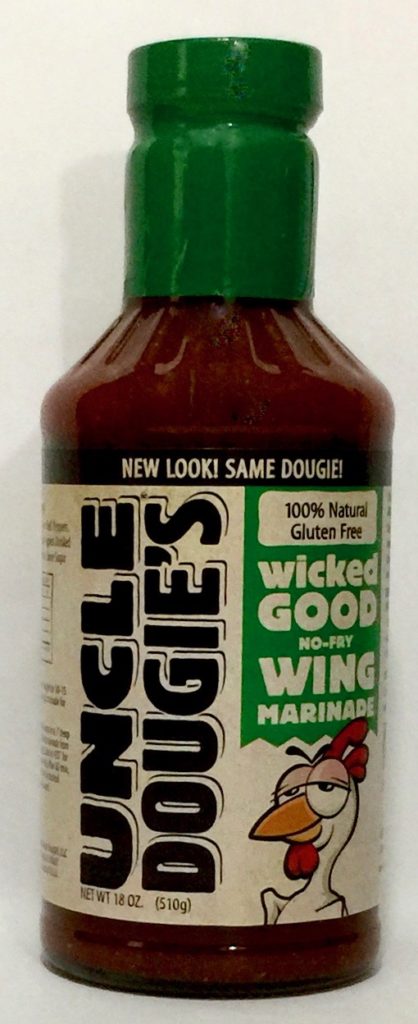 NEW LOOK! SAME DOUGIE!
UNCLE
DOUGIE'S
100% Natural
Gluten Free
wicked
GOOD
NO-FRY
WING
MARINADE
NET WT 18 OZ. (510g)